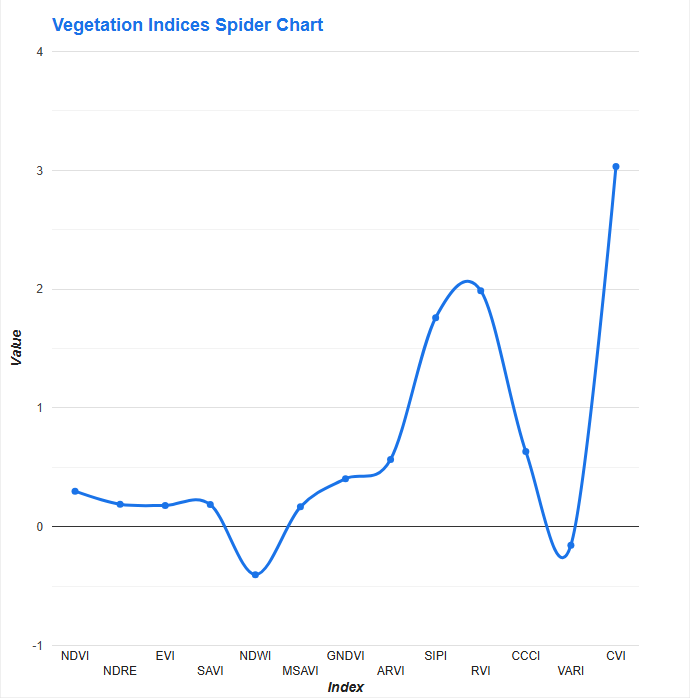 Vegetation Indices Spider Chart
4
3
2
1
0
-1
Value
NDVI
NDRE
EVI
SAVI
NDWI
MSAVI
GNDVI
ARVI
SIPI
RVI
CCCI
VARI
CVI
Index